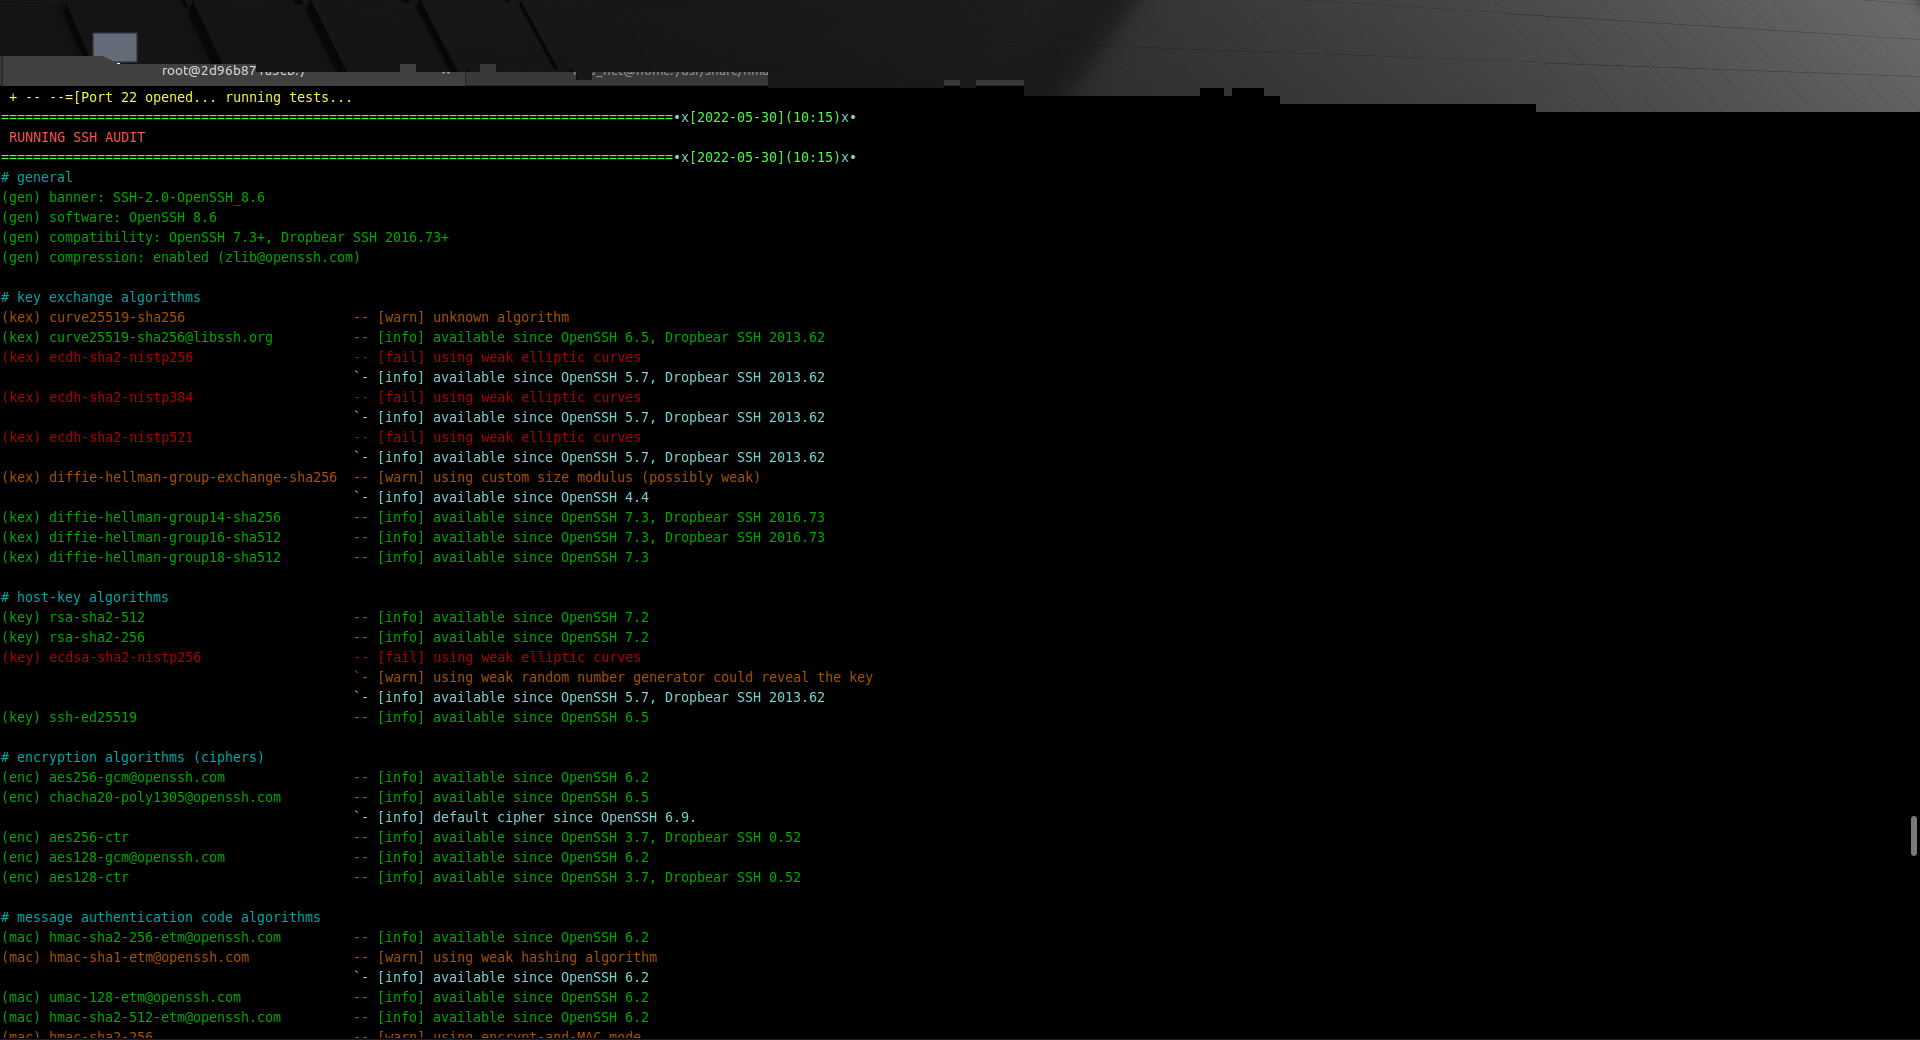 root@2d96b87
+ -- --=[Port 22 opened... running tests...
====================================================================================•x[2022-05-30](10:15)x•
RUNNING SSH AUDIT
====================================================================================•x[2022-05-30](10:15)x•
# general
(gen) banner: SSH-2.0-OpenSSH_8.6
(gen) software: OpenSSH 8.6
(gen) compatibility: OpenSSH 7.3+, Dropbear SSH 2016.73+
(gen) compression: enabled (zlib@openssh.com)
# key exchange algorithms
(kex) curve25519-sha256                     -- [warn] unknown algorithm
(kex) curve25519-sha256@libssh.org          -- [info] available since OpenSSH 6.5, Dropbear SSH 2013.62
(kex) ecdh-sha2-nistp256                    -- [fail] using weak elliptic curves
                                            `- [info] available since OpenSSH 5.7, Dropbear SSH 2013.62
(kex) ecdh-sha2-nistp384                    -- [fail] using weak elliptic curves
                                            `- [info] available since OpenSSH 5.7, Dropbear SSH 2013.62
(kex) ecdh-sha2-nistp521                    -- [fail] using weak elliptic curves
                                            `- [info] available since OpenSSH 5.7, Dropbear SSH 2013.62
(kex) diffie-hellman-group-exchange-sha256  -- [warn] using custom size modulus (possibly weak)
                                            `- [info] available since OpenSSH 4.4
(kex) diffie-hellman-group14-sha256         -- [info] available since OpenSSH 7.3, Dropbear SSH 2016.73
(kex) diffie-hellman-group16-sha512         -- [info] available since OpenSSH 7.3, Dropbear SSH 2016.73
(kex) diffie-hellman-group18-sha512         -- [info] available since OpenSSH 7.3
# host-key algorithms
(key) rsa-sha2-512                          -- [info] available since OpenSSH 7.2
(key) rsa-sha2-256                          -- [info] available since OpenSSH 7.2
(key) ecdsa-sha2-nistp256                   -- [fail] using weak elliptic curves
                                            `- [warn] using weak random number generator could reveal the key
                                            `- [info] available since OpenSSH 5.7, Dropbear SSH 2013.62
(key) ssh-ed25519                           -- [info] available since OpenSSH 6.5
# encryption algorithms (ciphers)
(enc) aes256-gcm@openssh.com                -- [info] available since OpenSSH 6.2
(enc) chacha20-poly1305@openssh.com         -- [info] available since OpenSSH 6.5
                                            `- [info] default cipher since OpenSSH 6.9.
(enc) aes256-ctr                            -- [info] available since OpenSSH 3.7, Dropbear SSH 0.52
(enc) aes128-gcm@openssh.com                -- [info] available since OpenSSH 6.2
(enc) aes128-ctr                            -- [info] available since OpenSSH 3.7, Dropbear SSH 0.52
# message authentication code algorithms
(mac) hmac-sha2-256-etm@openssh.com         -- [info] available since OpenSSH 6.2
(mac) hmac-sha1-etm@openssh.com             -- [warn] using weak hashing algorithm
                                            `- [info] available since OpenSSH 6.2
(mac) umac-128-etm@openssh.com              -- [info] available since OpenSSH 6.2
(mac) hmac-sha2-512-etm@openssh.com         -- [info] available since OpenSSH 6.2
(mac) hmac-sha2-256                         -- [warn] using encrypt-and-MAC mode